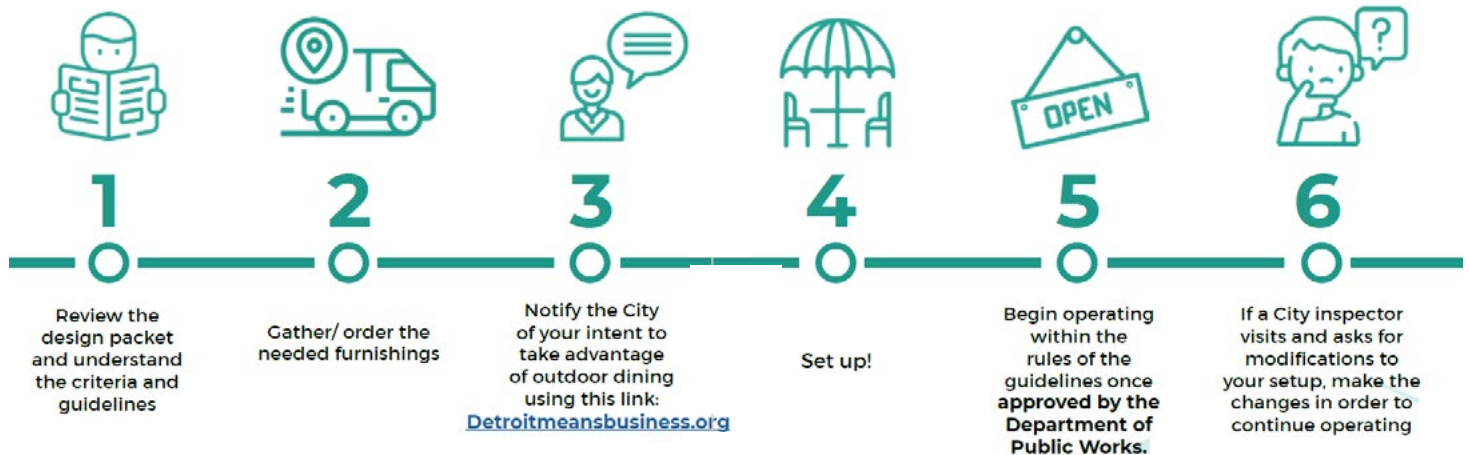 ?
OPEN
1
2
3
4
5
6
Review the
design packet
and understand
the criteria and
guidelines
Gather/ order the
needed furnishings
Notify the City
of your intent to
take advantage
of outdoor dining
using this link:
Detroitmeansbusiness.org
Set up!
Begin operating
within the
rules of the
guidelines once
approved by the
Department of
Public Works.
If a City inspector
visits and asks for
modifications to
your setup, make the
changes in order to
continue operating